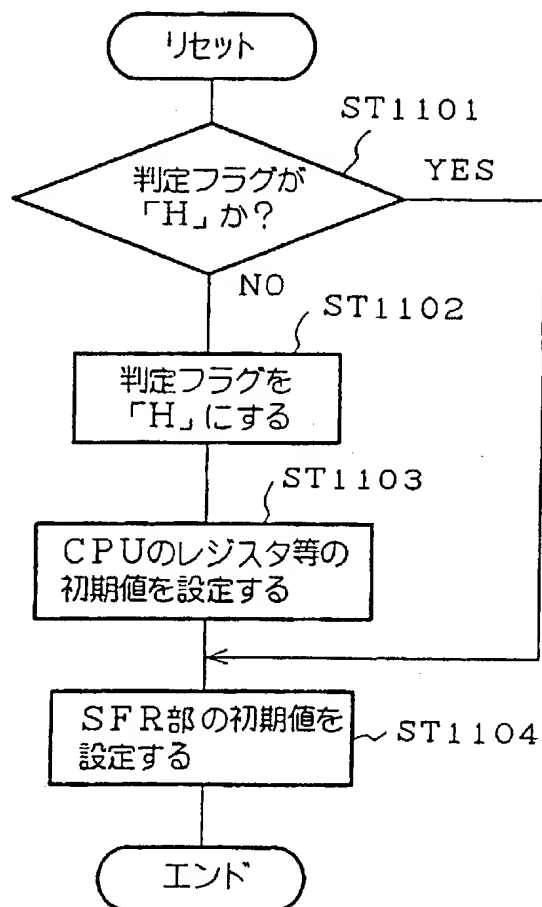 リセット
ST1101
判定フラグが
「H」か?
YES
NO
ST1102
判定フラグを
「H」にする
ST1103
CPUのレジスタ等の
初期値を設定する
SFR部の初期値を
設定する
ST1104
エンド